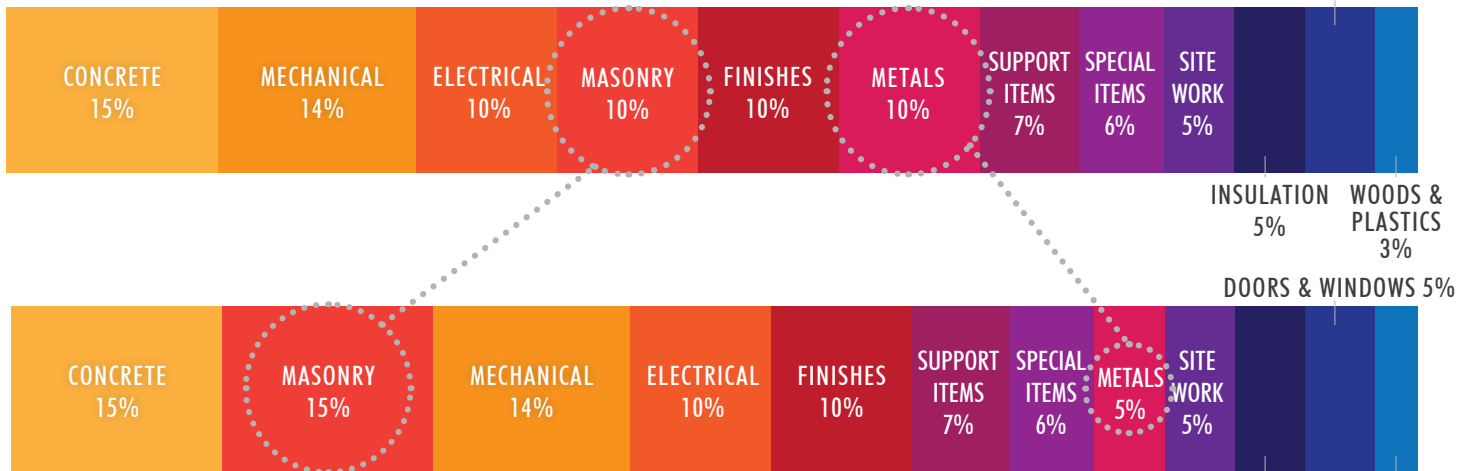 CONCRETE
15%
MECHANICAL
14%
ELECTRICAL
10%
MASONRY
10%
FINISHES
10%
METALS
10%
SUPPORT
ITEMS
7%
SPECIAL
ITEMS
6%
SITE
WORK
5%
INSULATION
5%
WOODS &
PLASTICS
3%
DOORS & WINDOWS 5%
CONCRETE
15%
MASONRY
15%
MECHANICAL
14%
ELECTRICAL
10%
FINISHES
10%
SUPPORT
ITEMS
7%
SPECIAL
ITEMS
6%
METALS
5%
SITE
WORK
5%